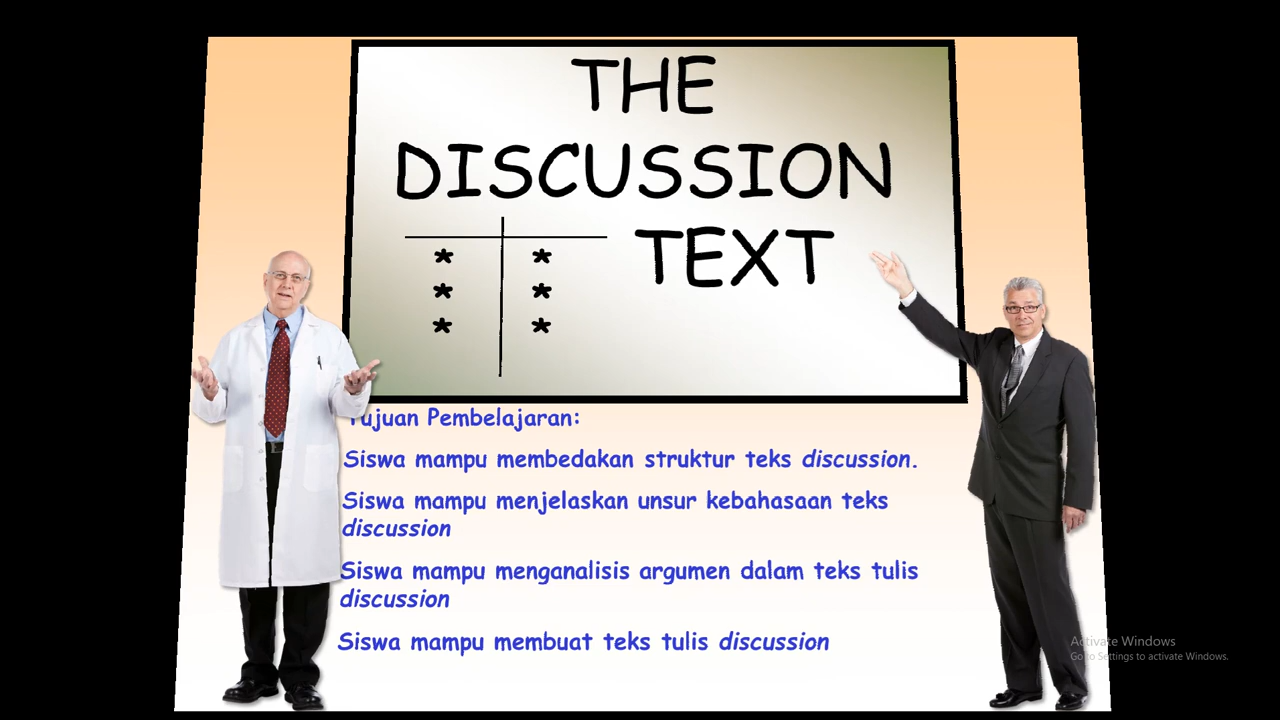 THE
DISCUSSION
TEXT
* *
* *
* *
Tujuan Pembelajaran:
Siswa mampu membedakan struktur teks discussion.
Siswa mampu menjelaskan unsur kebahasaan teks
discussion
Siswa mampu menganalisis argumen dalam teks tulis
discussion
Siswa mampu membuat teks tulis discussion
Activate Windows
Go to Settings to activate Windows.